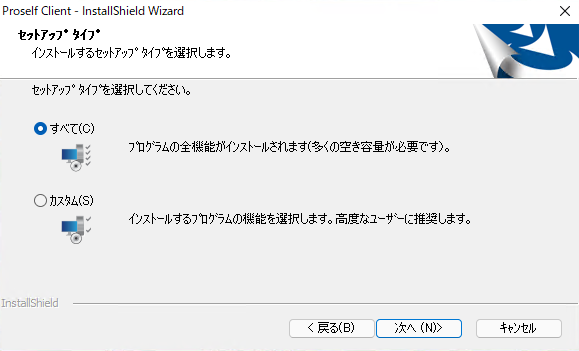 Proself Client - InstallShield Wizard
セットアップ タイプ
インストールするセットアップ タイプを選択します。
セットアップ タイプを選択してください。
すべて(C)
プログラムの全機能がインストールされます(多くの空き容量が必要です)。
カスタム(S)
インストールするプログラムの機能を選択します。高度なユーザーに推奨します。
InstallShield
< 戻る(B)
次へ (N)>
キャンセル